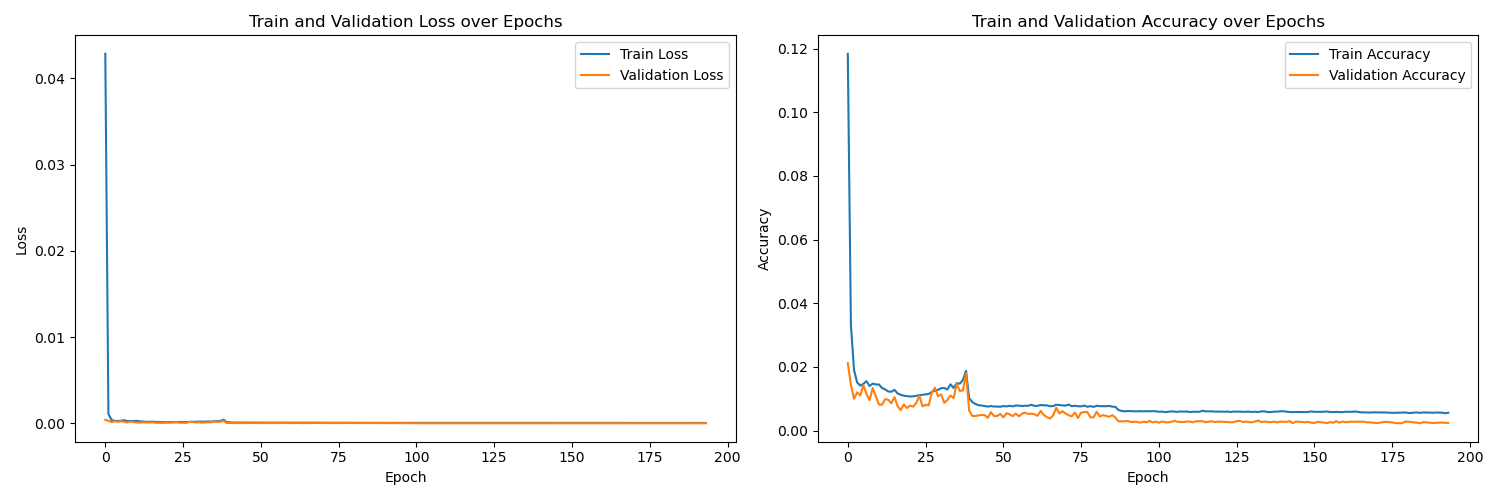 Train and Validation Loss over Epochs
Train Loss
Validation Loss
0.04
0.03
0.02
0.01
0.00
Loss
0 25 50 75 100 125 150 175 200
Epoch
Train and Validation Accuracy over Epochs
Train Accuracy
Validation Accuracy
0.12
0.10
0.08
0.06
0.04
0.02
0.00
Accuracy
0 25 50 75 100 125 150 175 200
Epoch